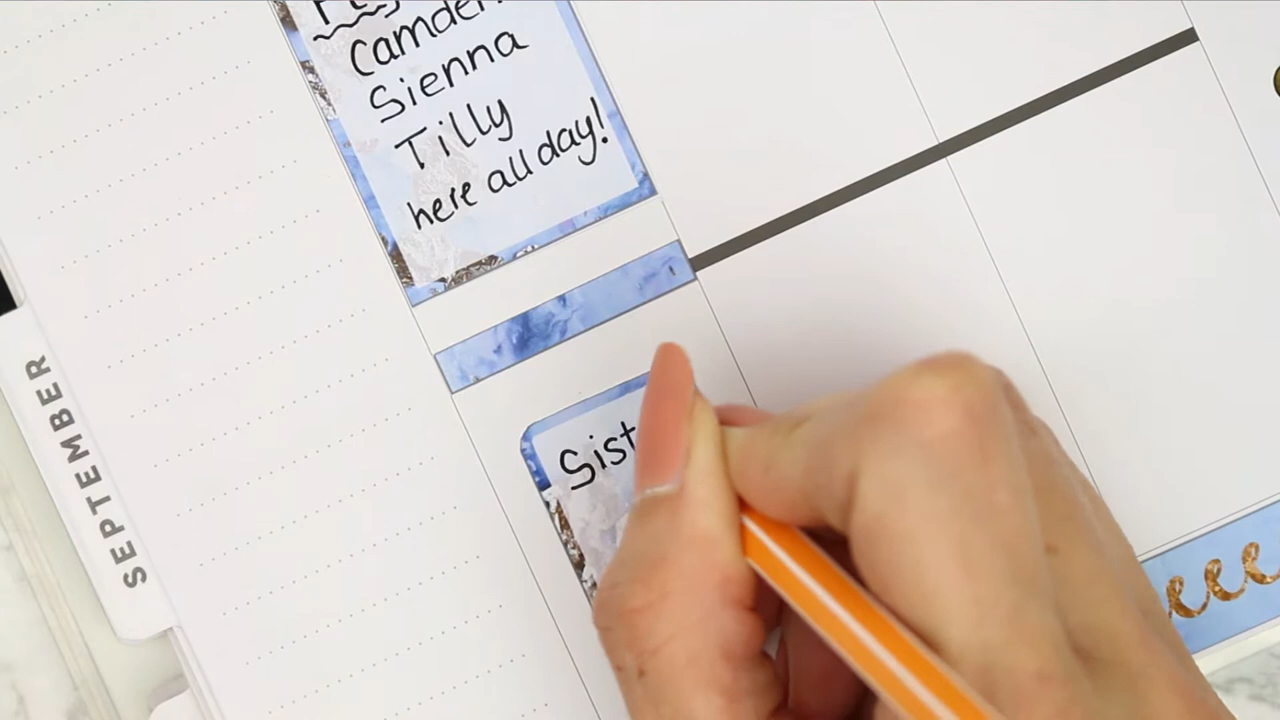 Camden
Sienna
Tilly
here all day!
SEPTEMBER
Sist